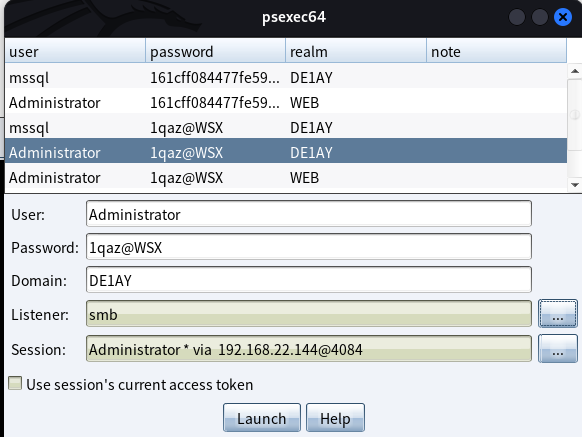 psexec64
user password realm note
mssql 161cff084477fe59... DE1AY
Administrator 161cff084477fe59... WEB
mssql 1qaz@WSX DE1AY
Administrator 1qaz@WSX DE1AY
Administrator 1qaz@WSX WEB
User: Administrator
Password: 1qaz@WSX
Domain: DE1AY
Listener: smb ...
Session: Administrator * via 192.168.22.144@4084 ...
Use session's current access token
Launch Help